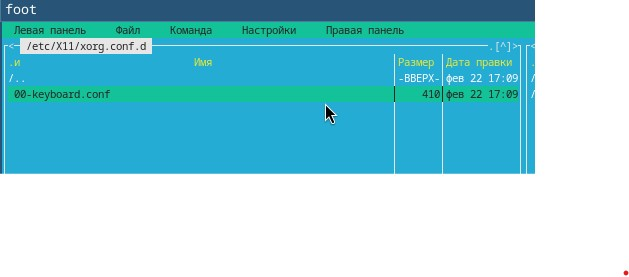 foot
Левая панель Файл Команда Настройки Правая панель
<- /etc/X11/xorg.conf.d .[^]>
.и Имя Размер Дата правки
/.. -ВВЕРХ- фев 22 17:09
00-keyboard.conf 410 фев 22 17:09